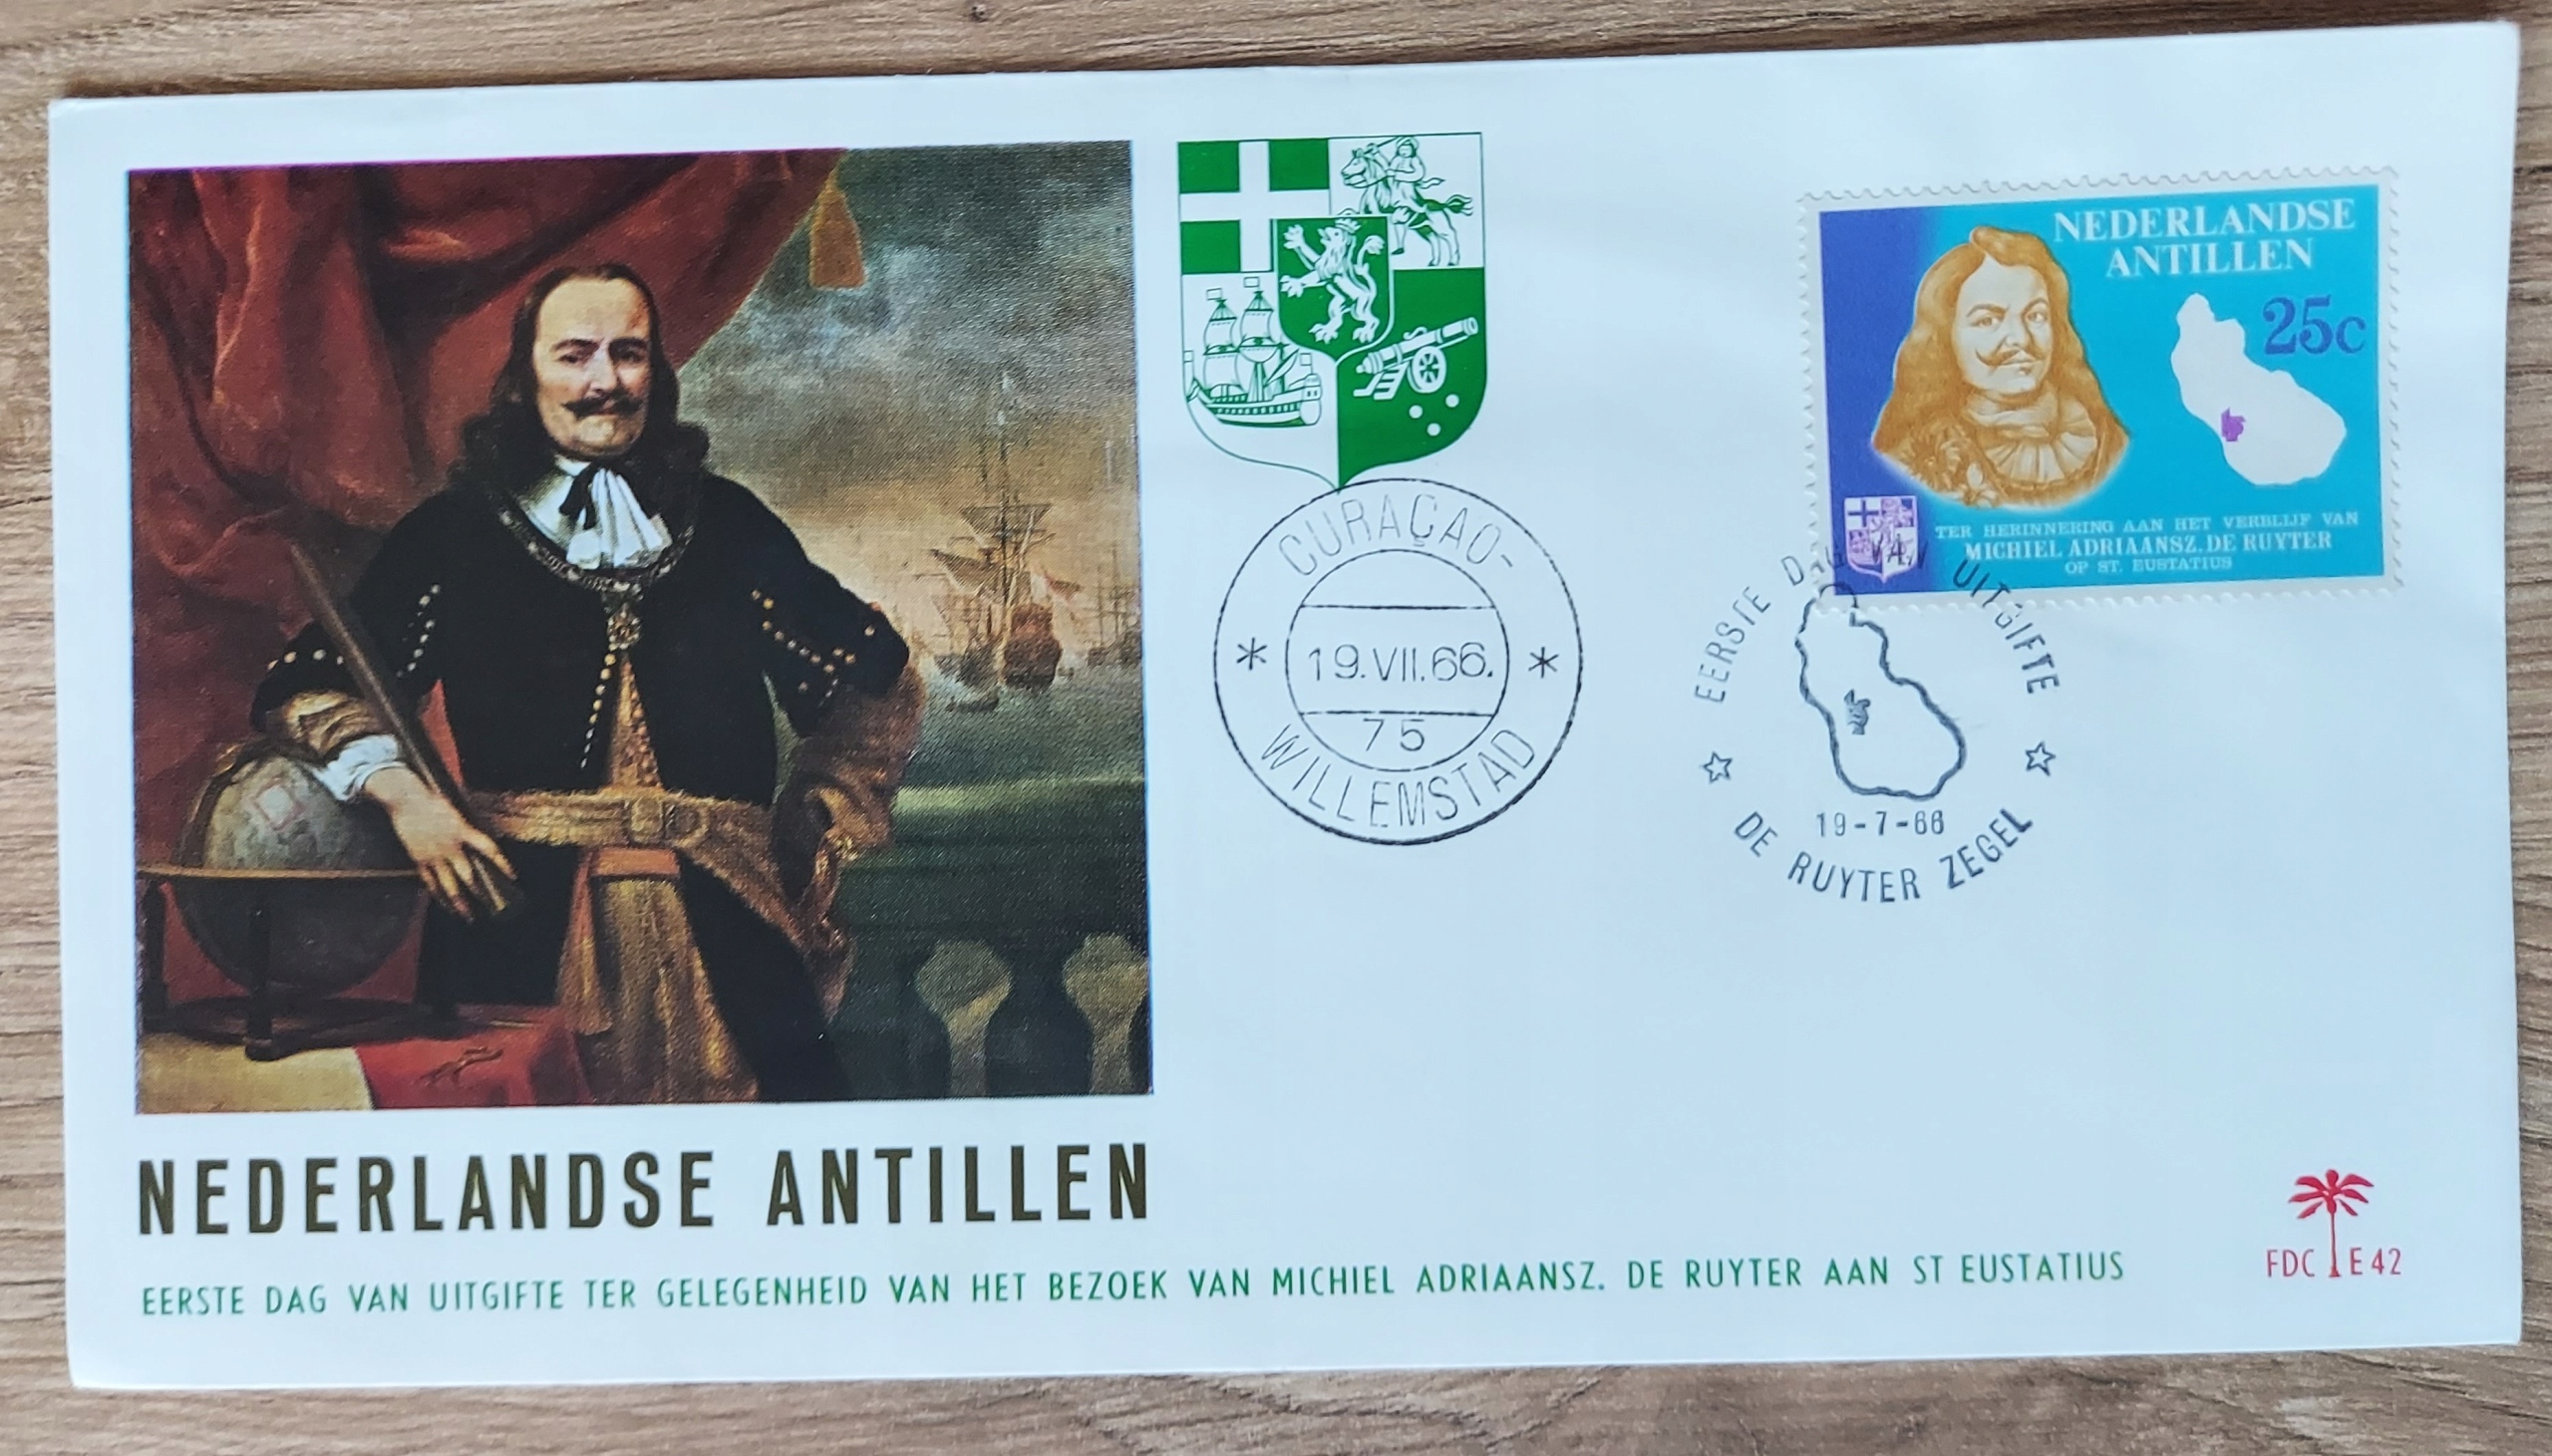 NEDERLANDSE
ANTILLEN
25c
TER HERINNERING AAN HET VERBLIJF VAN
MICHIEL ADRIAANSZ. DE RUYTER
OP ST. EUSTATIUS
CURAÇAO-
19.VII.66.
75
WILLEMSTAD
EERSTE DAG VAN UITGIFTE
19-7-66
DE RUYTER ZEGEL
NEDERLANDSE ANTILLEN
EERSTE DAG VAN UITGIFTE TER GELEGENHEID VAN HET BEZOEK VAN MICHIEL ADRIAANSZ. DE RUYTER AAN ST EUSTATIUS
FDC E 42